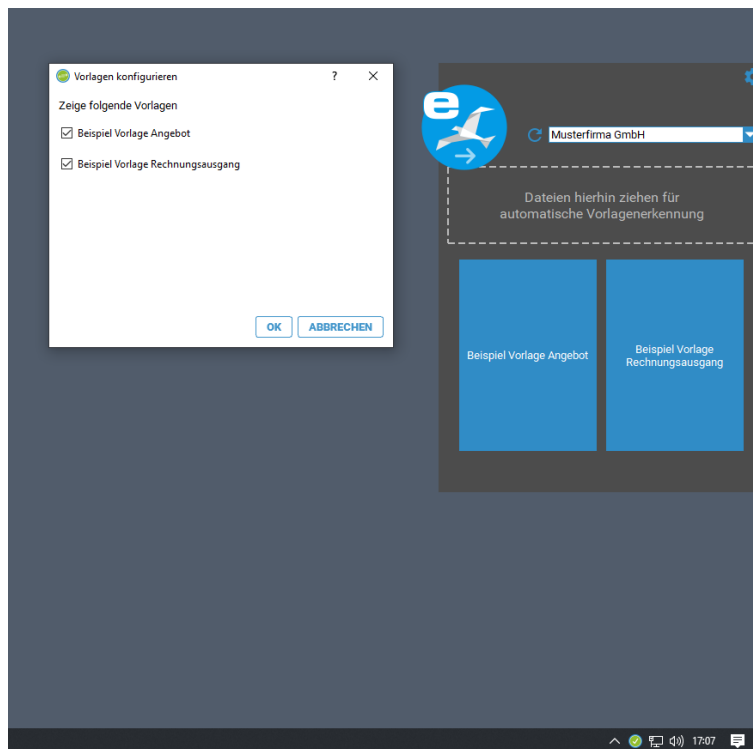 Vorlagen konfigurieren
?
Zeige folgende Vorlagen
Beispiel Vorlage Angebot
Beispiel Vorlage Rechnungsausgang
OK
ABBRECHEN
e
Musterfirma GmbH
Dateien hierhin ziehen für
automatische Vorlagenerkennung
Beispiel Vorlage Angebot
Beispiel Vorlage
Rechnungsausgang
17:07